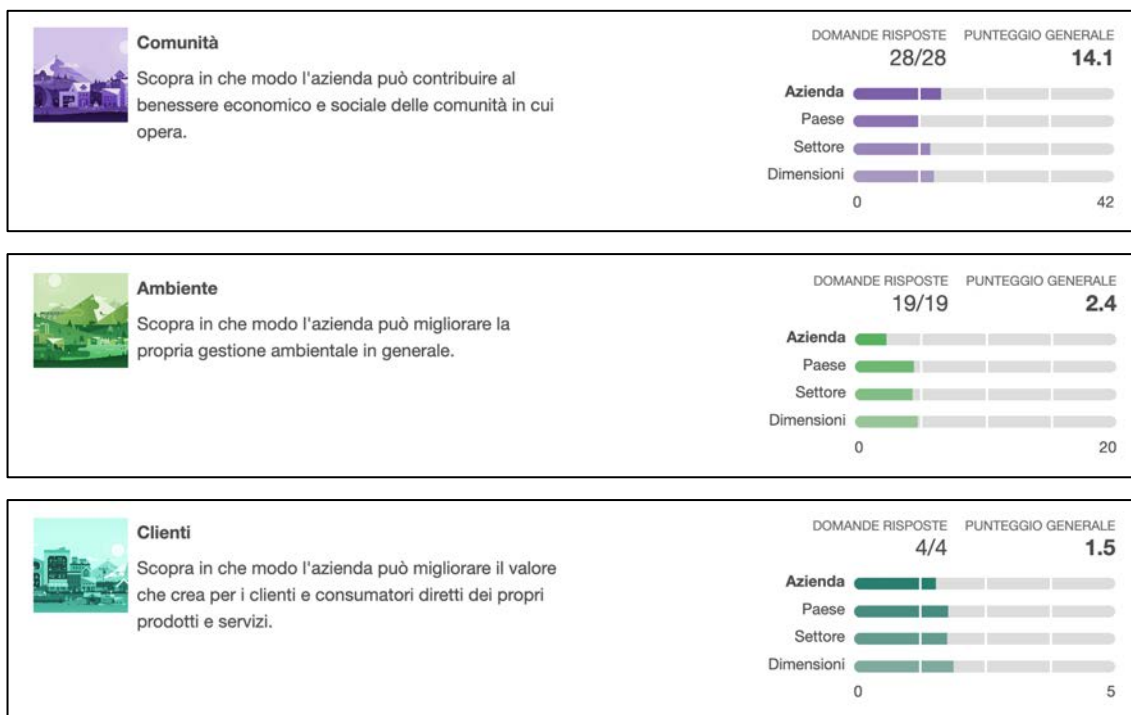 Comunità
Scopra in che modo l'azienda può contribuire al
benessere economico e sociale delle comunità in cui
opera.
DOMANDE RISPOSTE PUNTEGGIO GENERALE
28/28 14.1
Azienda
Paese
Settore
Dimensioni
0 42
Ambiente
Scopra in che modo l'azienda può migliorare la
propria gestione ambientale in generale.
DOMANDE RISPOSTE PUNTEGGIO GENERALE
19/19 2.4
Azienda
Paese
Settore
Dimensioni
0 20
Clienti
Scopra in che modo l'azienda può migliorare il valore
che crea per i clienti e consumatori diretti dei propri
prodotti e servizi.
DOMANDE RISPOSTE PUNTEGGIO GENERALE
4/4 1.5
Azienda
Paese
Settore
Dimensioni
0 5